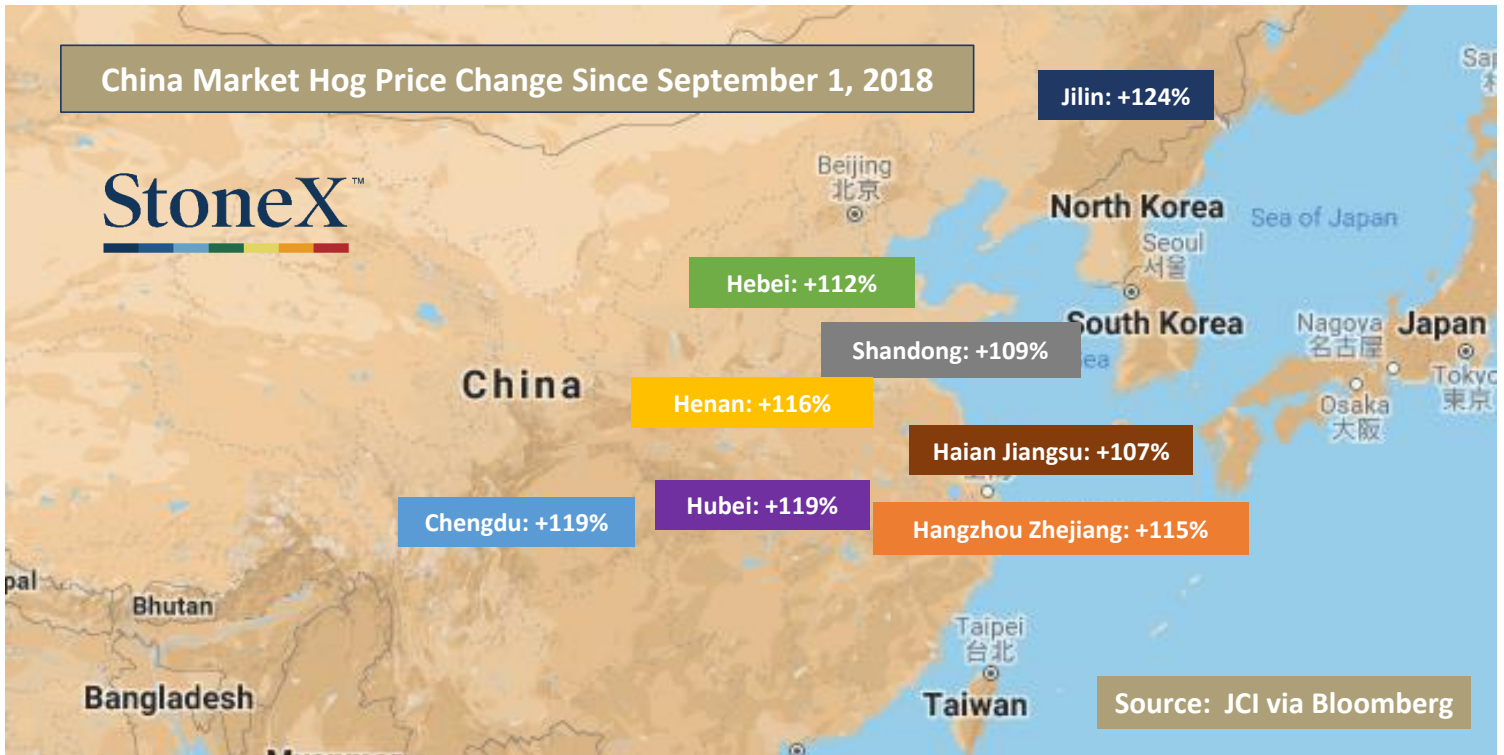 China Market Hog Price Change Since September 1, 2018
Jilin: +124%
StoneX™
Beijing
北京
North Korea
Sea of Japan
Seoul
서울
Hebei: +112%
South Korea
Nagoya
名古屋
Japan
Shandong: +109%
China
Tokyo
東京
Henan: +116%
Osaka
大阪
Haian Jiangsu: +107%
Chengdu: +119%
Hubei: +119%
Hangzhou Zhejiang: +115%
Bhutan
Taipei
台北
Bangladesh
Taiwan
Source: JCI via Bloomberg